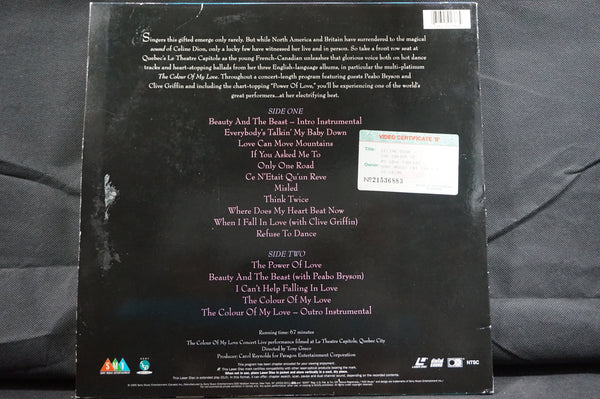 Singers this gifted emerge only rarely. But while North America and Britain have surrendered to the magical
sound of Celine Dion, only a lucky few have witnessed her live and in person. So take a front row seat at
Quebec's Le Theatre Capitole as the young French-Canadian unleashes that glorious voice both on hot dance
tracks and heart-stopping ballads from her three English-language albums, in particular the multi-platinum
The Colour Of My Love. Throughout a concert-length program featuring guests Peabo Bryson and
Clive Griffin and including the chart-topping "Power Of Love," you'll be experiencing one of the world's
great performers...at her electrifying best.
SIDE ONE
Beauty And The Beast – Intro Instrumental
Everybody's Talkin' My Baby Down
Love Can Move Mountains
If You Asked Me To
Only One Road
Ce N'Etait Qu'un Reve
Misled
Think Twice
Where Does My Heart Beat Now
When I Fall In Love (with Clive Griffin)
Refuse To Dance
VIDEO CERTIFICATE 'B'
Title:
Owner:
No 21536883
SIDE TWO
The Power Of Love
Beauty And The Beast (with Peabo Bryson)
I Can't Help Falling In Love
The Colour Of My Love
The Colour Of My Love – Outro Instrumental
Running time: 67 minutes
The Colour Of My Love Concert Live performance filmed at Le Theatre Capitole, Quebec City
Directed by Tony Greco
Producer: Carol Reynolds for Paragon Entertainment Corporation
SMV
NTSC